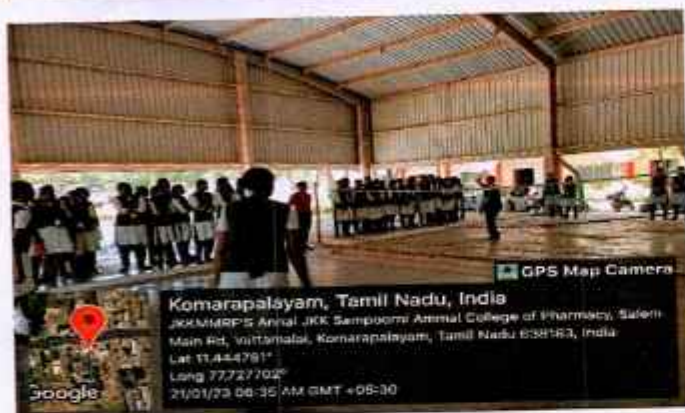 GPS Map Camera
Komarapalayam, Tamil Nadu, India
JKKMMRF'S Annai JKK Sampoorni Ammal College of Pharmacy, Salem
Main Rd, Vattamalai, Komarapalayam, Tamil Nadu 638183, India
Lat 11.444781°
Long 77.727702°
21/01/23 08:35 AM GMT +05:30
Google